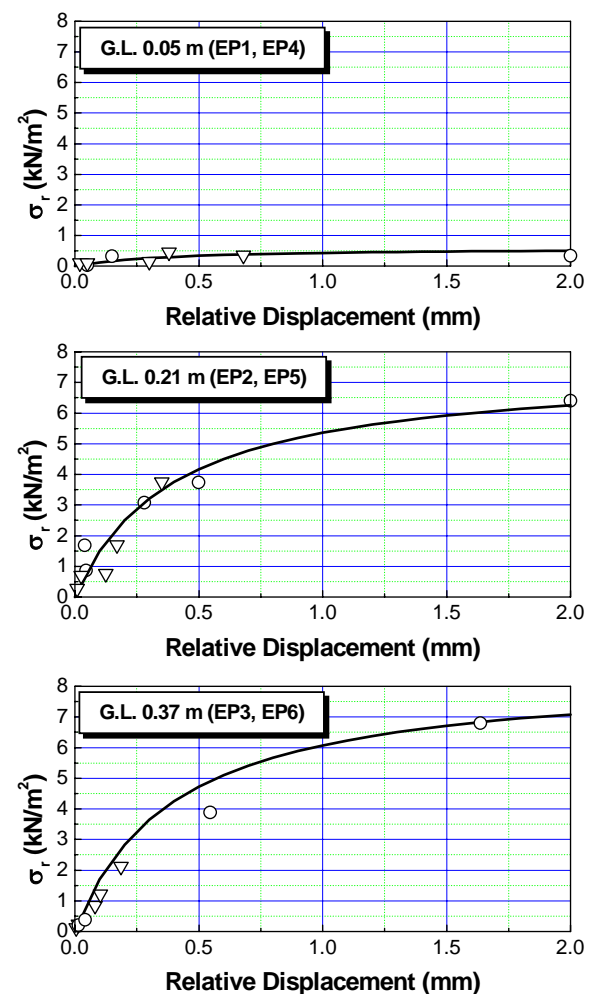 8
G.L. 0.05 m (EP1, EP4)
7
6
5
4
3
2
1
0
σr (kN/m2)
0.0 0.5 1.0 1.5 2.0
Relative Displacement (mm)
8
G.L. 0.21 m (EP2, EP5)
7
6
5
4
3
2
1
0
σr (kN/m2)
0.0 0.5 1.0 1.5 2.0
Relative Displacement (mm)
8
G.L. 0.37 m (EP3, EP6)
7
6
5
4
3
2
1
0
σr (kN/m2)
0.0 0.5 1.0 1.5 2.0
Relative Displacement (mm)